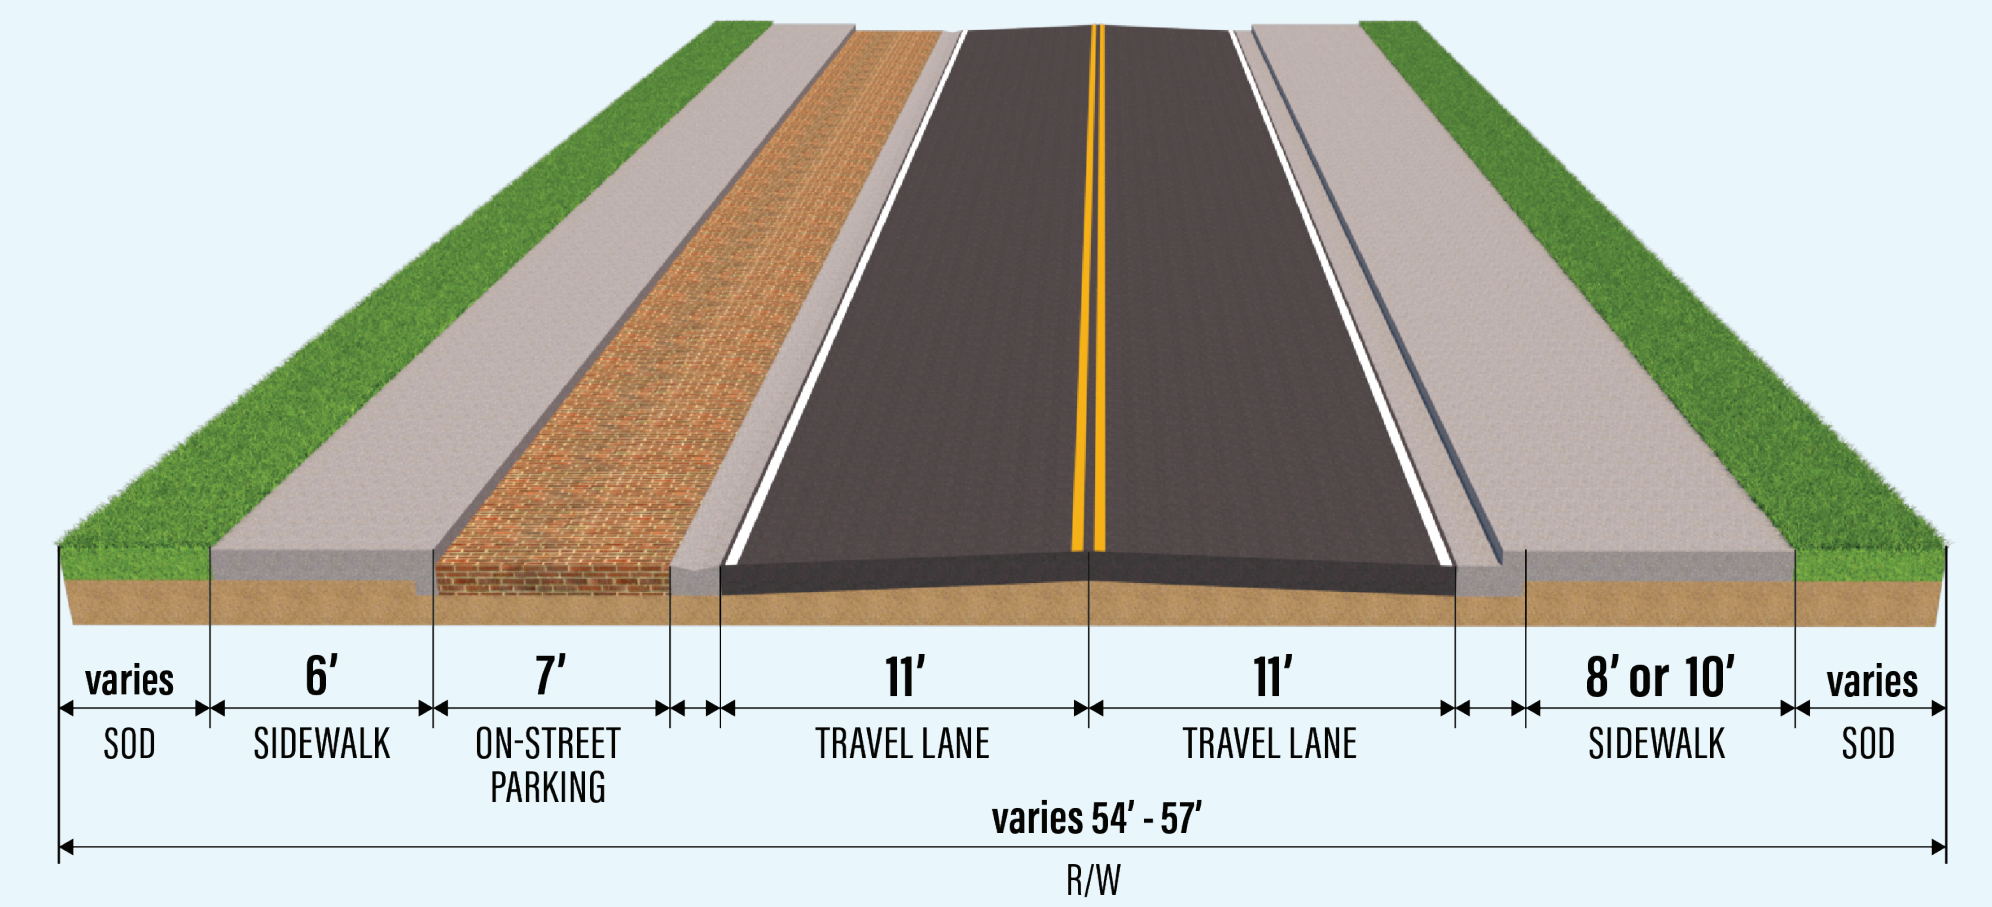 varies 6′ 7′ 11′ 11′ 8′ or 10′ varies
SOD SIDEWALK ON-STREET TRAVEL LANE TRAVEL LANE SIDEWALK SOD
PARKING
varies 54′ - 57′
R/W